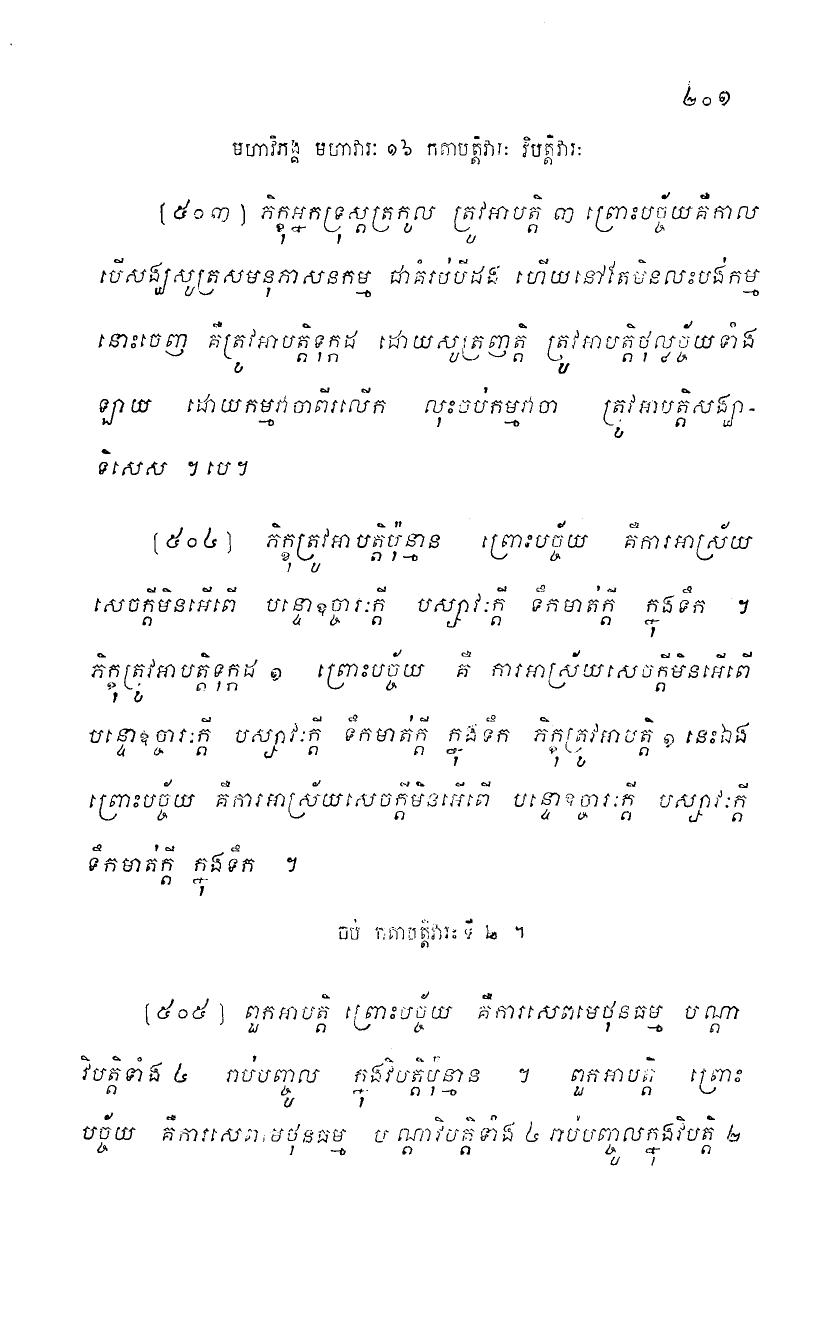 ៤០១
មហាវិភង្គ មហាវារៈ ១៦ កតាបត្តិវារៈ វិបត្តិវារៈ
(៥០៣) ភិក្ខុអ្នកទ្រុស្តត្រកូល ត្រូវអាបត្តិ ៣ ព្រោះបច្ច័យគឺកាល
បើសង្ឃសូត្រសមនុភាសនកម្ម ជាគំរប់បីដង ហើយនៅតែមិនលះបង់កម្ម
នោះចេញ គឺត្រូវអាបត្តិទុក្កដ ដោយសូត្រញត្តិ ត្រូវអាបត្តិថុល្លច្ច័យទាំង
ឡាយ ដោយកម្មវាចាពីរលើក លុះចប់កម្មវាចា ត្រូវអាបត្តិសង្ឃា-
ទិសេស ។ បេ។
(៥០៤) ភិក្ខុត្រូវអាបត្តិប៉ុន្មាន ព្រោះបច្ច័យ គឺការអាស្រ័យ
សេចក្តីមិនអើពើ បន្ទោឧច្ចារៈក្តី បស្សាវៈក្តី ទឹកមាត់ក្តី ក្នុងទឹក ។
ភិក្ខុត្រូវអាបត្តិទុក្កដ ១ ព្រោះបច្ច័យ គឺ ការអាស្រ័យសេចក្តីមិនអើពើ
បន្ទោឧច្ចារៈក្តី បស្សាវៈក្តី ទឹកមាត់ក្តី ក្នុងទឹក ភិក្ខុត្រូវអាបត្តិ ១ នេះឯង
ព្រោះបច្ច័យ គឺការអាស្រ័យសេចក្តីមិនអើពើ បន្ទោឧច្ចារៈក្តី បស្សាវៈក្តី
ទឹកមាត់ក្តី ក្នុងទឹក ។
ចប់ កតាបត្តិវារៈ ទី ២ ។
(៥០៥) ពួកអាបត្តិ ព្រោះបច្ច័យ គឺការសេពមេថុនធម្ម បណ្តា
វិបត្តិទាំង ៤ រាប់បញ្ចូល ក្នុងវិបត្តិប៉ុន្មាន ។ ពួកអាបត្តិ ព្រោះ
បច្ច័យ គឺការសេពមេថុនធម្ម បណ្តាវិបត្តិទាំង ៤ រាប់បញ្ចូលក្នុងវិបត្តិ ២